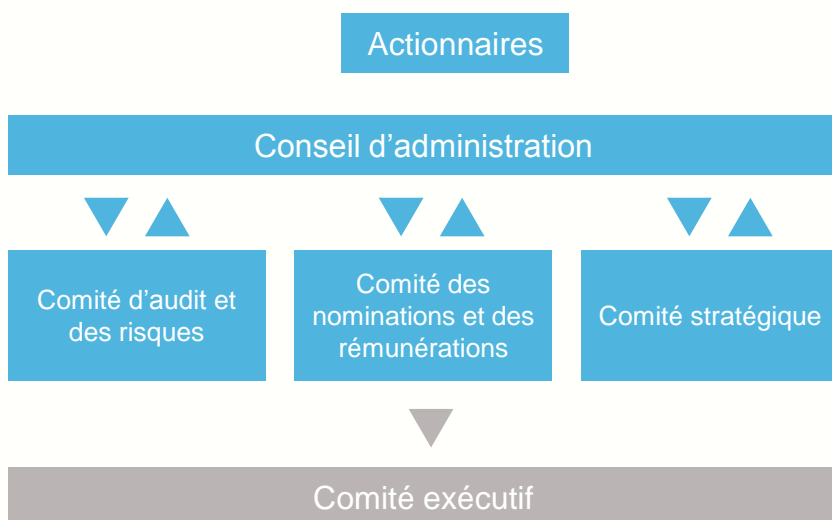 Actionnaires
Conseil d'administration
Comité d'audit et
des risques
Comité des
nominations et des
rémunérations
Comité stratégique
Comité exécutif